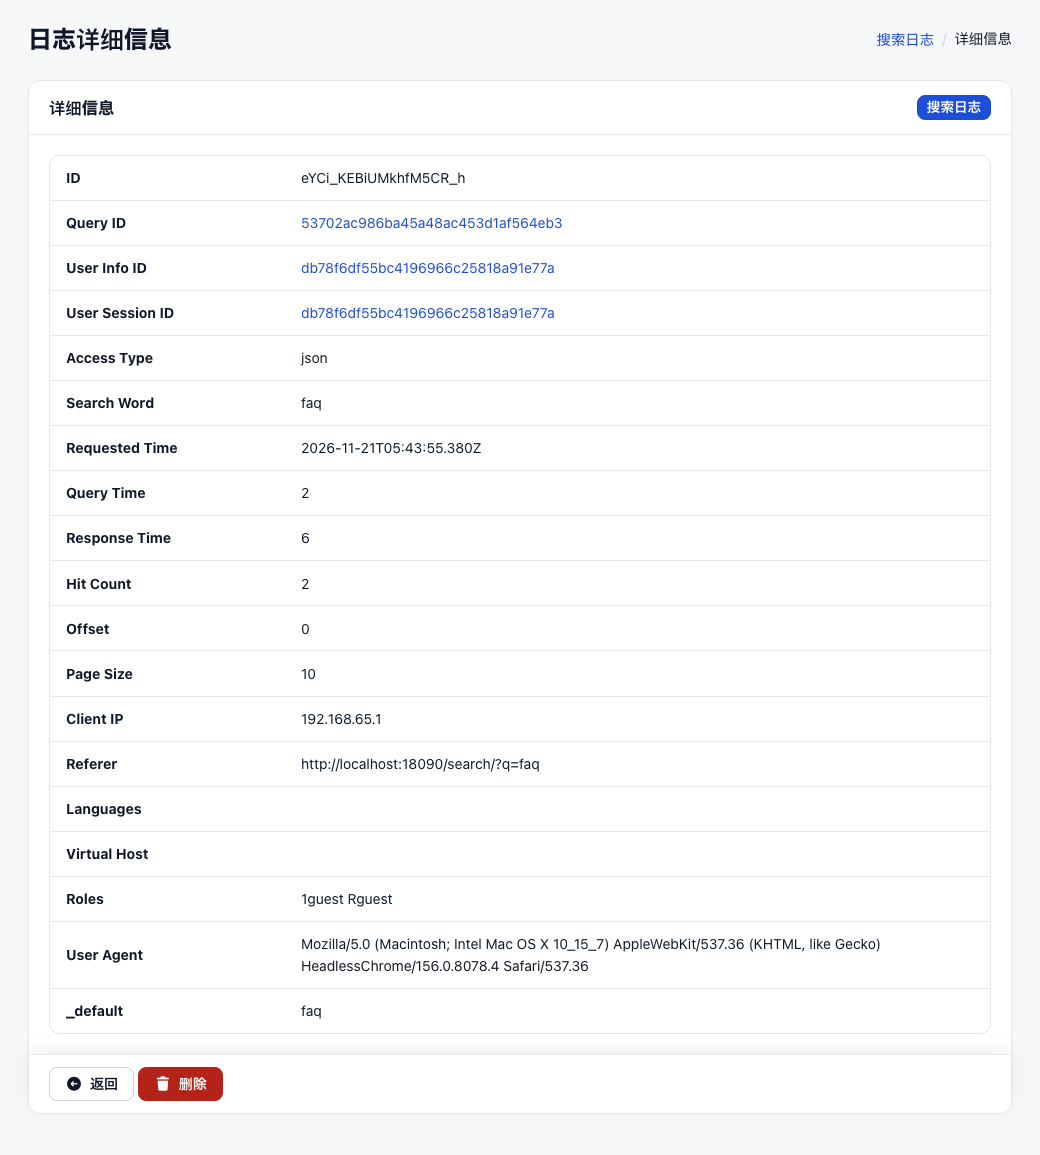 日志详细信息
搜索日志 / 详细信息
详细信息
搜索日志
ID eYCi_KEBiUMkhfM5CR_h
Query ID 53702ac986ba45a48ac453d1af564eb3
User Info ID db78f6df55bc4196966c25818a91e77a
User Session ID db78f6df55bc4196966c25818a91e77a
Access Type json
Search Word faq
Requested Time 2026-11-21T05:43:55.380Z
Query Time 2
Response Time 6
Hit Count 2
Offset 0
Page Size 10
Client IP 192.168.65.1
Referer http://localhost:18090/search/?q=faq
Languages
Virtual Host
Roles 1guest Rguest
User Agent Mozilla/5.0 (Macintosh; Intel Mac OS X 10_15_7) AppleWebKit/537.36 (KHTML, like Gecko)
HeadlessChrome/156.0.8078.4 Safari/537.36
_default faq
返回 删除